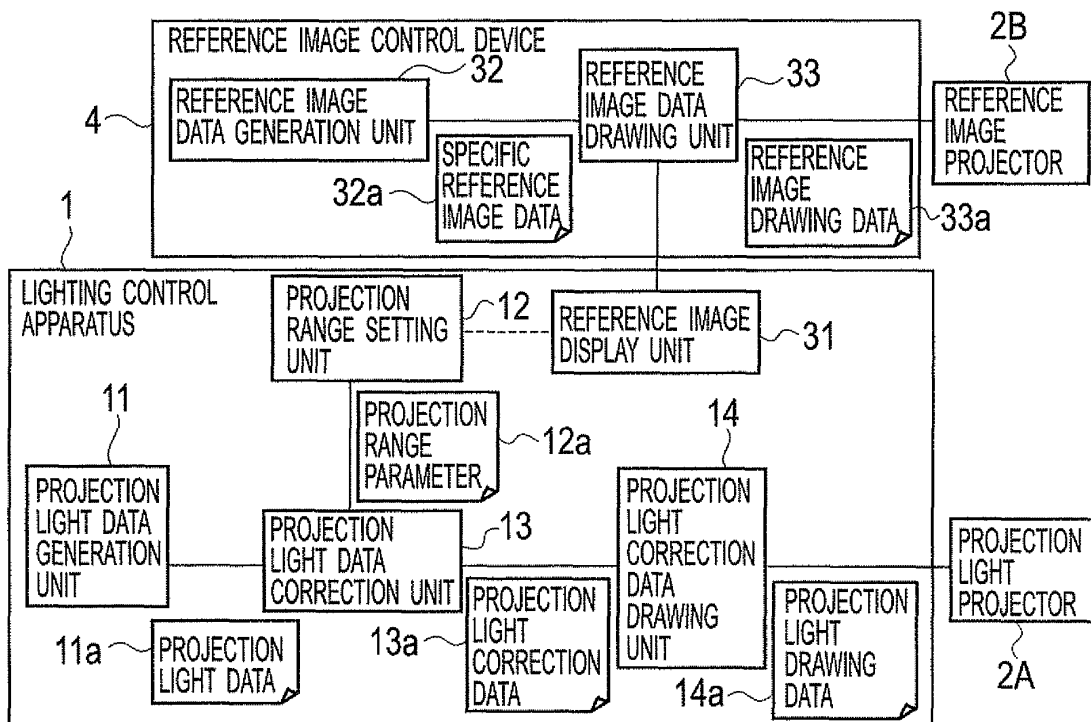 REFERENCE IMAGE CONTROL DEVICE
32
REFERENCE IMAGE
DATA GENERATION UNIT
4
SPECIFIC
REFERENCE
IMAGE DATA
32a
REFERENCE
IMAGE DATA
DRAWING UNIT
33
REFERENCE
IMAGE
DRAWING DATA
33a
2B
REFERENCE
IMAGE
PROJECTOR
1
LIGHTING CONTROL
APPARATUS
PROJECTION
RANGE SETTING
UNIT
12
REFERENCE IMAGE
DISPLAY UNIT
31
PROJECTION
RANGE
PARAMETER
12a
11
PROJECTION
LIGHT DATA
GENERATION
UNIT
11a
PROJECTION
LIGHT DATA
PROJECTION
LIGHT DATA
CORRECTION UNIT
13
13a
PROJECTION
LIGHT
CORRECTION
DATA
14
PROJECTION
LIGHT
CORRECTION
DATA
DRAWING
UNIT
14a
PROJECTION
LIGHT
DRAWING
DATA
PROJECTION
LIGHT
PROJECTOR
2A